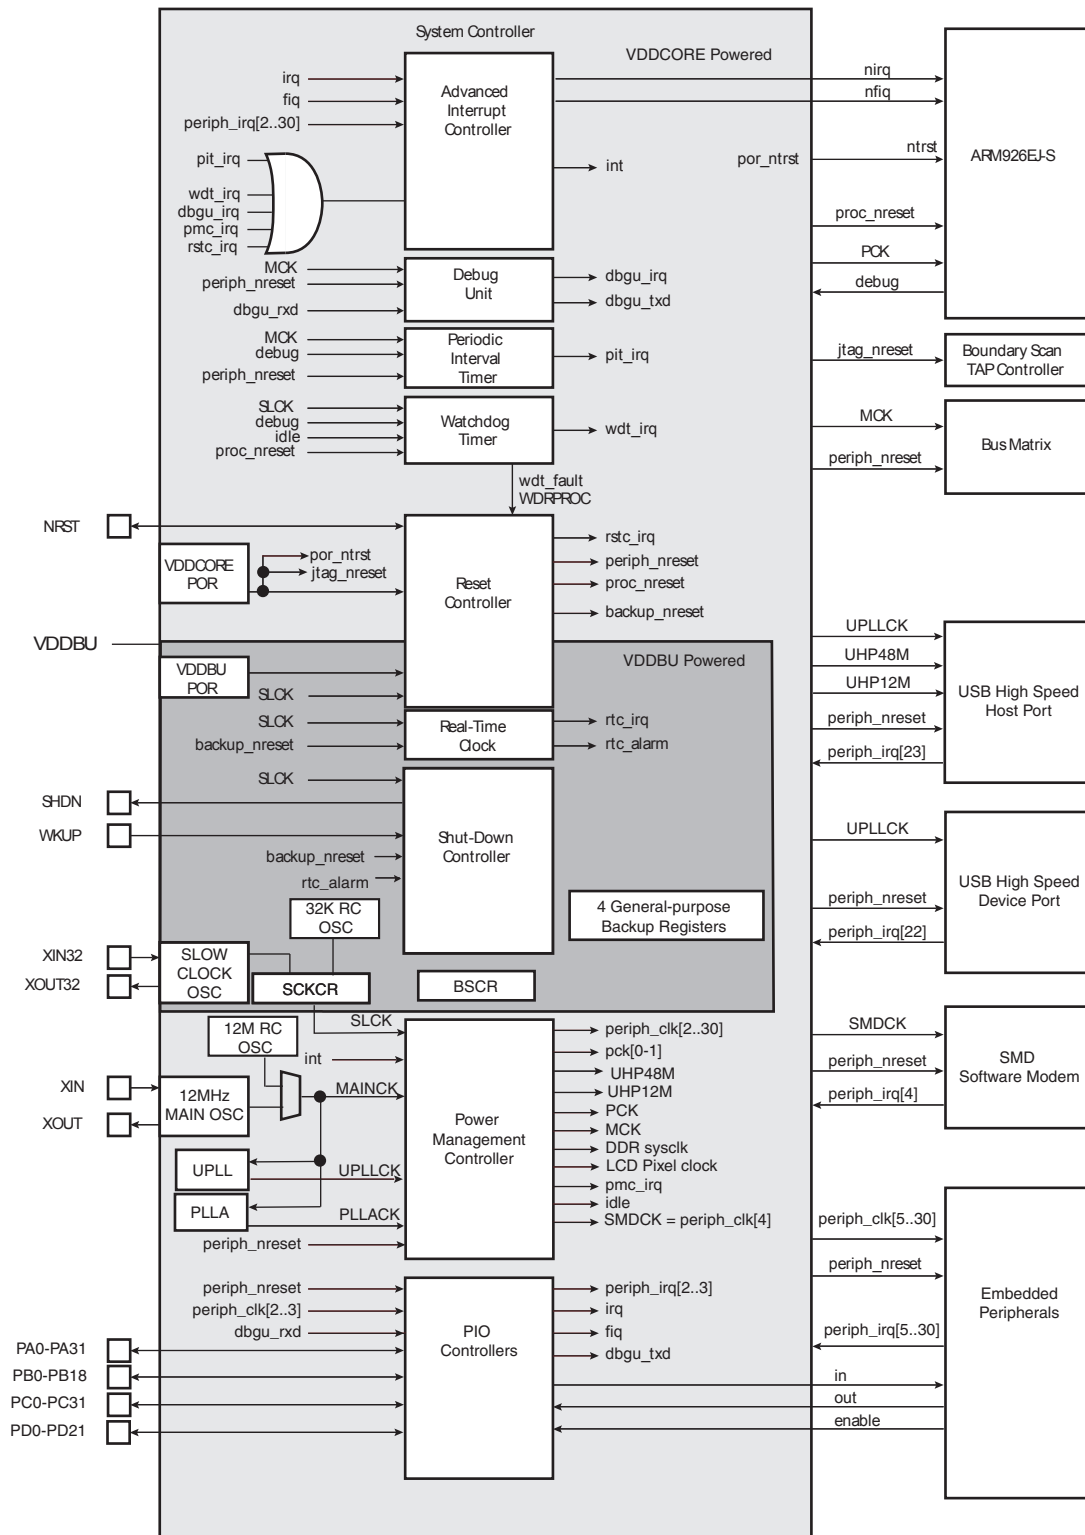 System Controller
VDDCORE Powered
irq
fiq
periph_irq[2..30]
Advanced
Interrupt
Controller
pit_irq
wdt_irq
dbgu_irq
pmc_irq
rstc_irq
int
por_ntrst
nirq
nfiq
ntrst
proc_nreset
PCK
debug
ARM926EJ-S
MCK
periph_nreset
dbgu_rxd
Debug
Unit
dbgu_irq
dbgu_txd
MCK
debug
periph_nreset
Periodic
Interval
Timer
pit_irq
jtag_nreset
Boundary Scan
TAP Controller
SLCK
debug
idle
proc_nreset
Watchdog
Timer
wdt_irq
MCK
periph_nreset
Bus Matrix
wdt_fault
WDRPROC
NRST
VDDCORE
POR
por_ntrst
jtag_nreset
Reset
Controller
rstc_irq
periph_nreset
proc_nreset
backup_nreset
VDDBU
VDDBU Powered
VDDBU
POR
SLCK
UPLLCK
UHP48M
UHP12M
periph_nreset
periph_irq[23]
USB High Speed
Host Port
SLCK
backup_nreset
Real-Time
Clock
rtc_irq
rtc_alarm
SLCK
SHDN
WKUP
backup_nreset
rtc_alarm
Shut-Down
Controller
4 General-purpose
Backup Registers
UPLLCK
periph_nreset
periph_irq[22]
USB High Speed
Device Port
32K RC
OSC
XIN32
XOUT32
SLOW
CLOCK
OSC
SCKCR
BSCR
SLCK
12M RC
OSC
int
XIN
XOUT
12MHz
MAIN OSC
MAINCK
UPLL
UPLLCK
PLLA
PLLACK
periph_nreset
Power
Management
Controller
periph_clk[2..30]
pck[0-1]
UHP48M
UHP12M
PCK
MCK
DDR sysclk
LCD Pixel clock
pmc_irq
idle
SMDCK = periph_clk[4]
SMDCK
periph_nreset
periph_irq[4]
SMD
Software Modem
periph_nreset
periph_clk[2..3]
dbgu_rxd
PA0-PA31
PB0-PB18
PC0-PC31
PD0-PD21
PIO
Controllers
periph_irq[2..3]
irq
fiq
dbgu_txd
periph_clk[5..30]
periph_nreset
periph_irq[5..30]
in
out
enable
Embedded
Peripherals